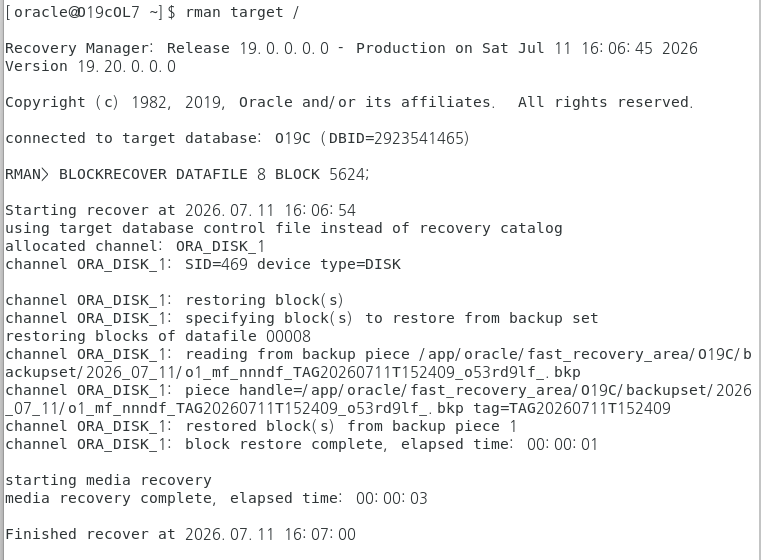 [oracle@O19cOL7 ~]$ rman target /
Recovery Manager: Release 19.0.0.0.0 - Production on Sat Jul 11 16:06:45 2026
Version 19.20.0.0.0
Copyright (c) 1982, 2019, Oracle and/or its affiliates.  All rights reserved.
connected to target database: O19C (DBID=2923541465)
RMAN> BLOCKRECOVER DATAFILE 8 BLOCK 5624;
Starting recover at 2026.07.11 16:06:54
using target database control file instead of recovery catalog
allocated channel: ORA_DISK_1
channel ORA_DISK_1: SID=469 device type=DISK
channel ORA_DISK_1: restoring block(s)
channel ORA_DISK_1: specifying block(s) to restore from backup set
restoring blocks of datafile 00008
channel ORA_DISK_1: reading from backup piece /app/oracle/fast_recovery_area/O19C/b
ackupset/2026_07_11/o1_mf_nnndf_TAG20260711T152409_o53rd9lf_.bkp
channel ORA_DISK_1: piece handle=/app/oracle/fast_recovery_area/O19C/backupset/2026
_07_11/o1_mf_nnndf_TAG20260711T152409_o53rd9lf_.bkp tag=TAG20260711T152409
channel ORA_DISK_1: restored block(s) from backup piece 1
channel ORA_DISK_1: block restore complete, elapsed time: 00:00:01
starting media recovery
media recovery complete, elapsed time: 00:00:03
Finished recover at 2026.07.11 16:07:00